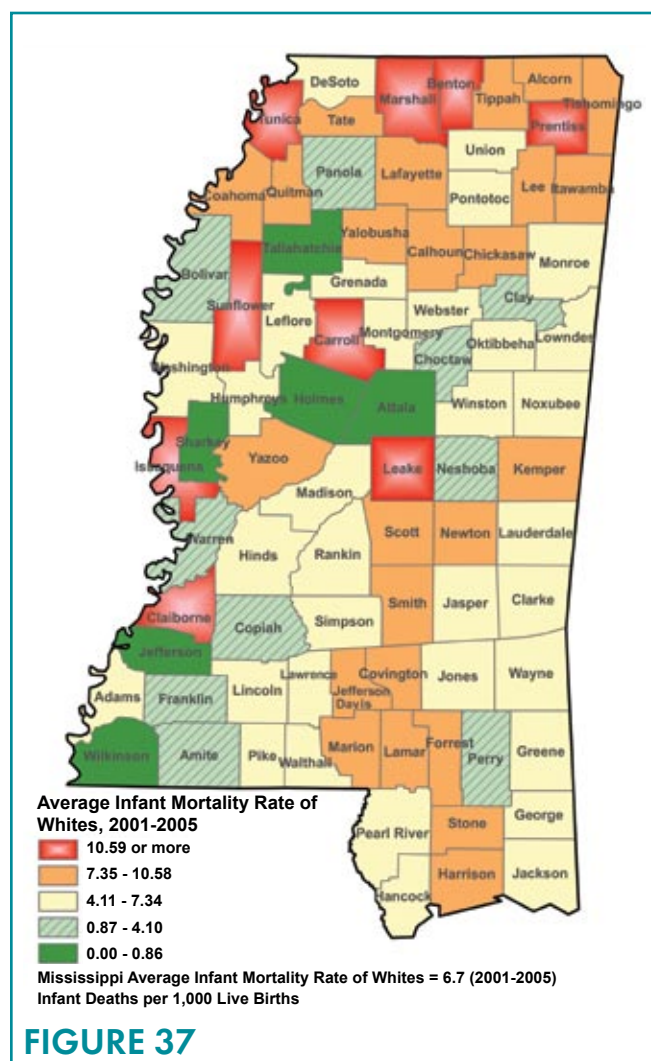 DeSoto
Tunica
Tate
Marshall
Benton
Tippah
Alcorn
Tishomingo
Prentiss
Union
Panola
Lafayette
Pontotoc
Lee
Itawamba
Coahoma
Quitman
Yalobusha
Calhoun
Chickasaw
Monroe
Tallahatchie
Bolivar
Grenada
Sunflower
Leflore
Carroll
Montgomery
Webster
Clay
Oktibbeha
Lowndes
Choctaw
Washington
Humphreys
Holmes
Attala
Winston
Noxubee
Sharkey
Issaquena
Yazoo
Leake
Neshoba
Kemper
Madison
Warren
Hinds
Rankin
Scott
Newton
Lauderdale
Claiborne
Copiah
Simpson
Smith
Jasper
Clarke
Jefferson
Adams
Franklin
Lincoln
Lawrence
Jefferson
Davis
Covington
Jones
Wayne
Wilkinson
Amite
Pike
Walthall
Marion
Lamar
Forrest
Perry
Greene
Pearl River
Stone
George
Hancock
Harrison
Jackson
Average Infant Mortality Rate of
Whites, 2001-2005
10.59 or more
7.35 - 10.58
4.11 - 7.34
0.87 - 4.10
0.00 - 0.86
Mississippi Average Infant Mortality Rate of Whites = 6.7 (2001-2005)
Infant Deaths per 1,000 Live Births
FIGURE 37